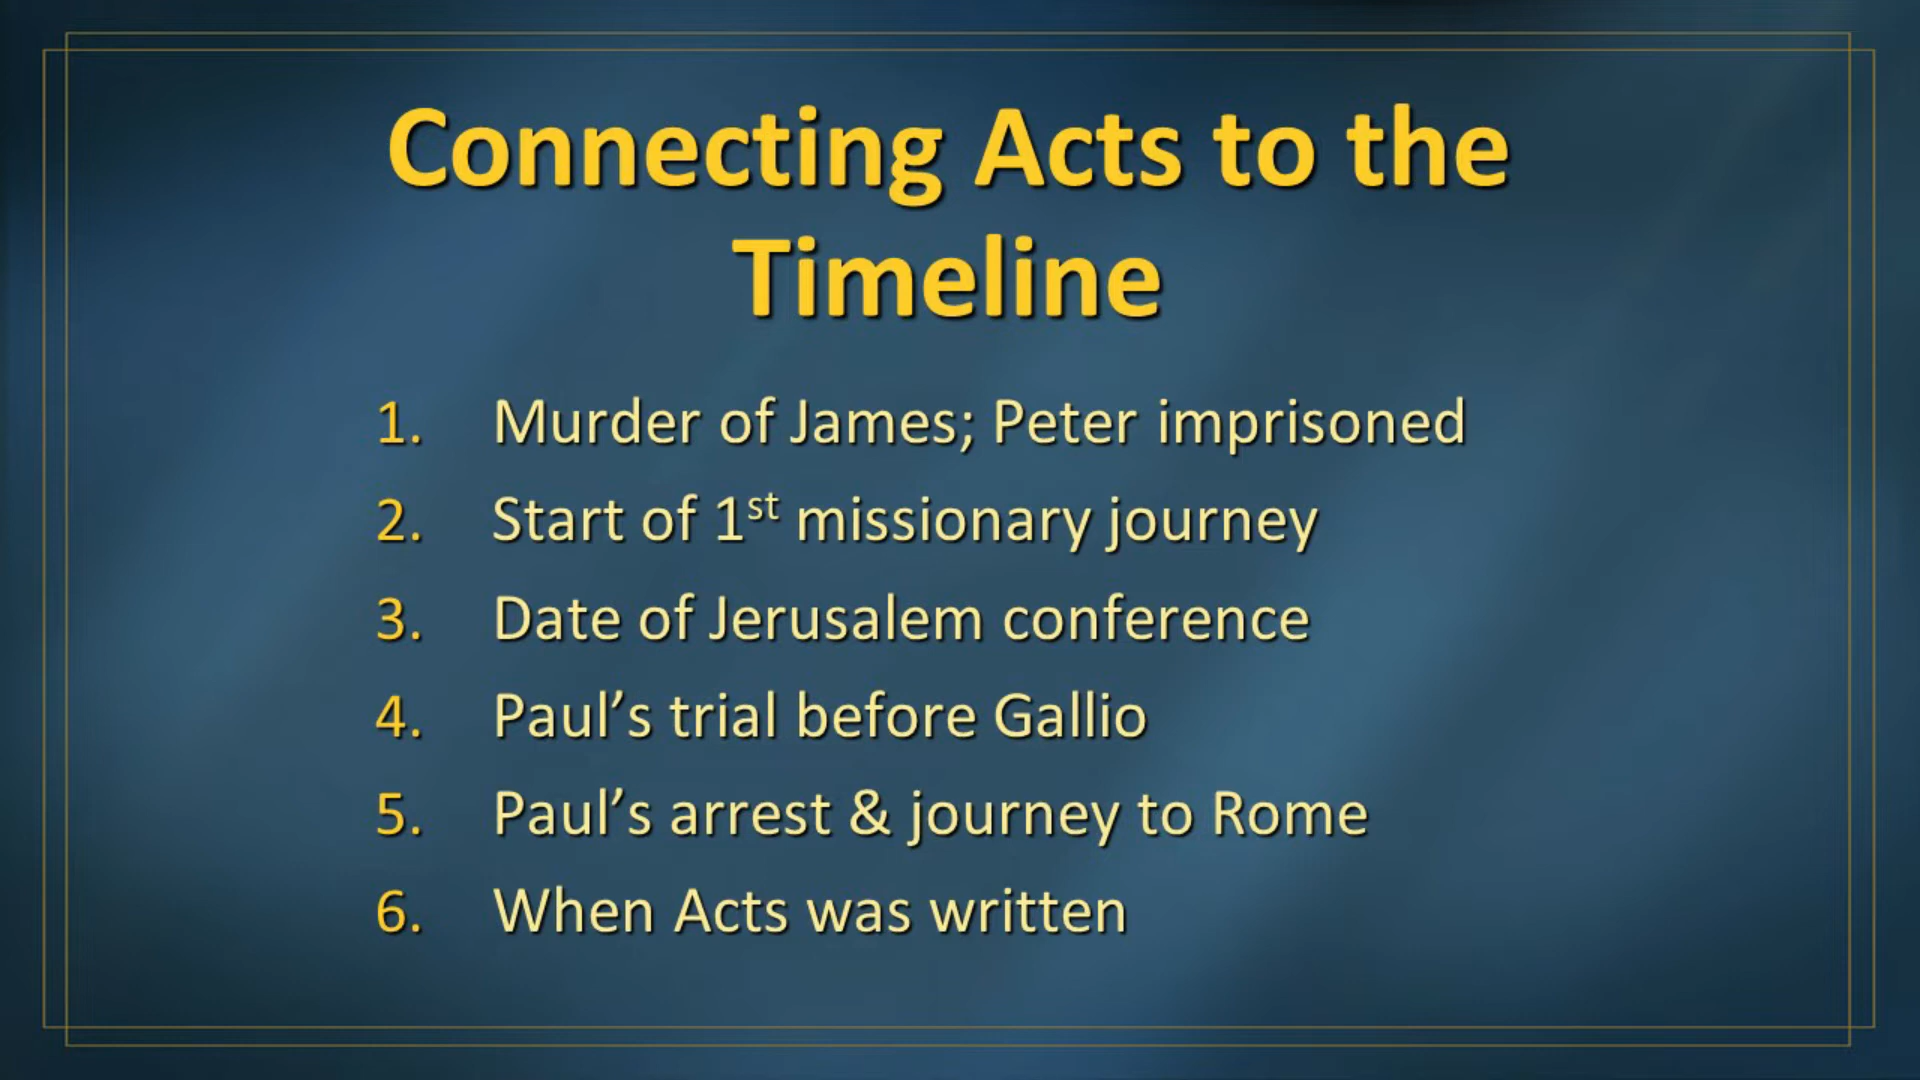 Connecting Acts to the
Timeline
1. Murder of James; Peter imprisoned
2. Start of 1st missionary journey
3. Date of Jerusalem conference
4. Paul’s trial before Gallio
5. Paul’s arrest & journey to Rome
6. When Acts was written